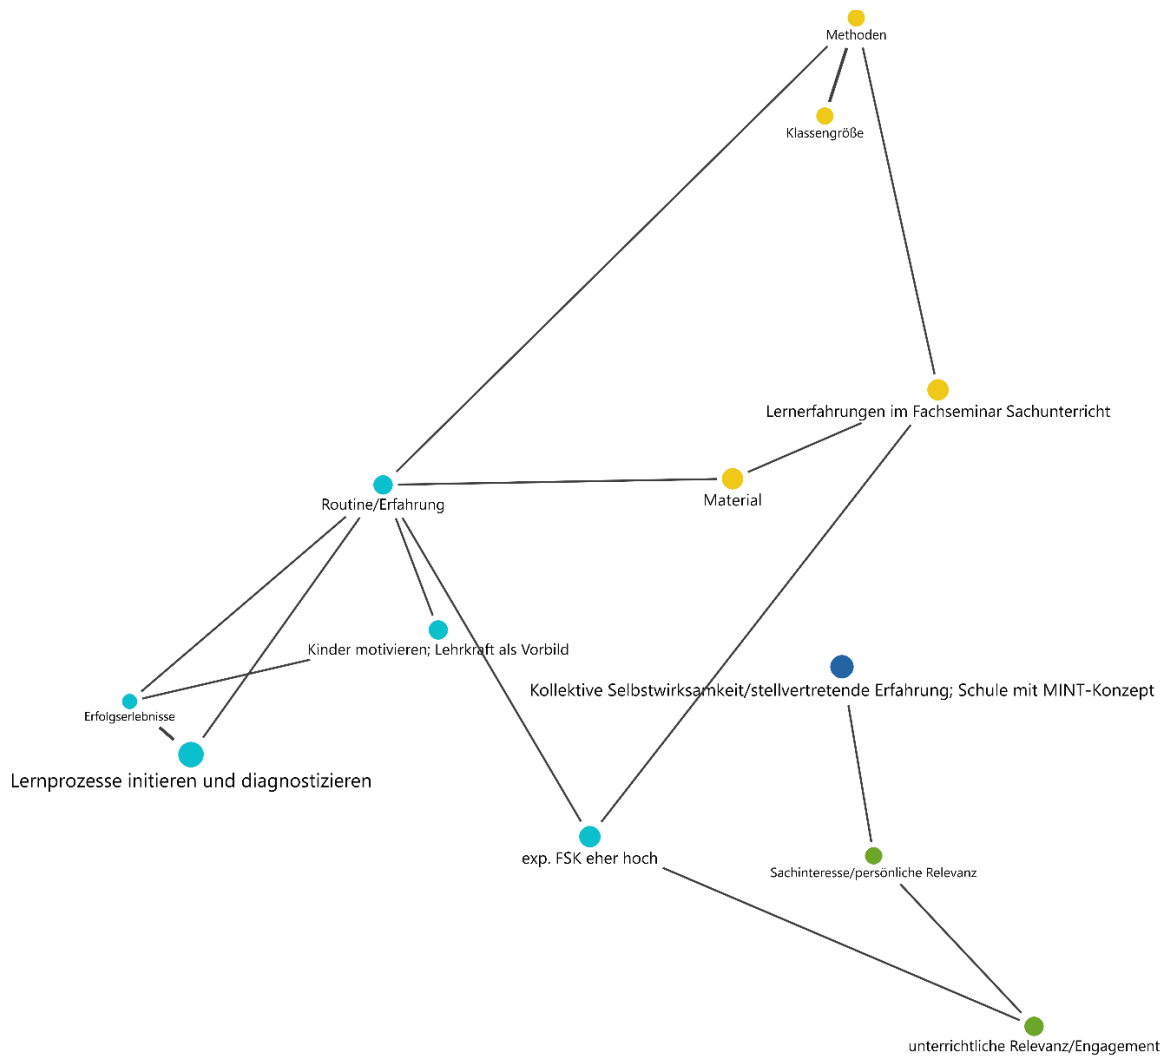 Methoden
Klassengröße
Lernerfahrungen im Fachseminar Sachunterricht
Material
Routine/Erfahrung
Kinder motivieren; Lehrkraft als Vorbild
Kollektive Selbstwirksamkeit/stellvertretende Erfahrung; Schule mit MINT-Konzept
Erfolgserlebnisse
Lernprozesse initieren und diagnostizieren
exp. FSK eher hoch
Sachinteresse/persönliche Relevanz
unterrichtliche Relevanz/Engagement